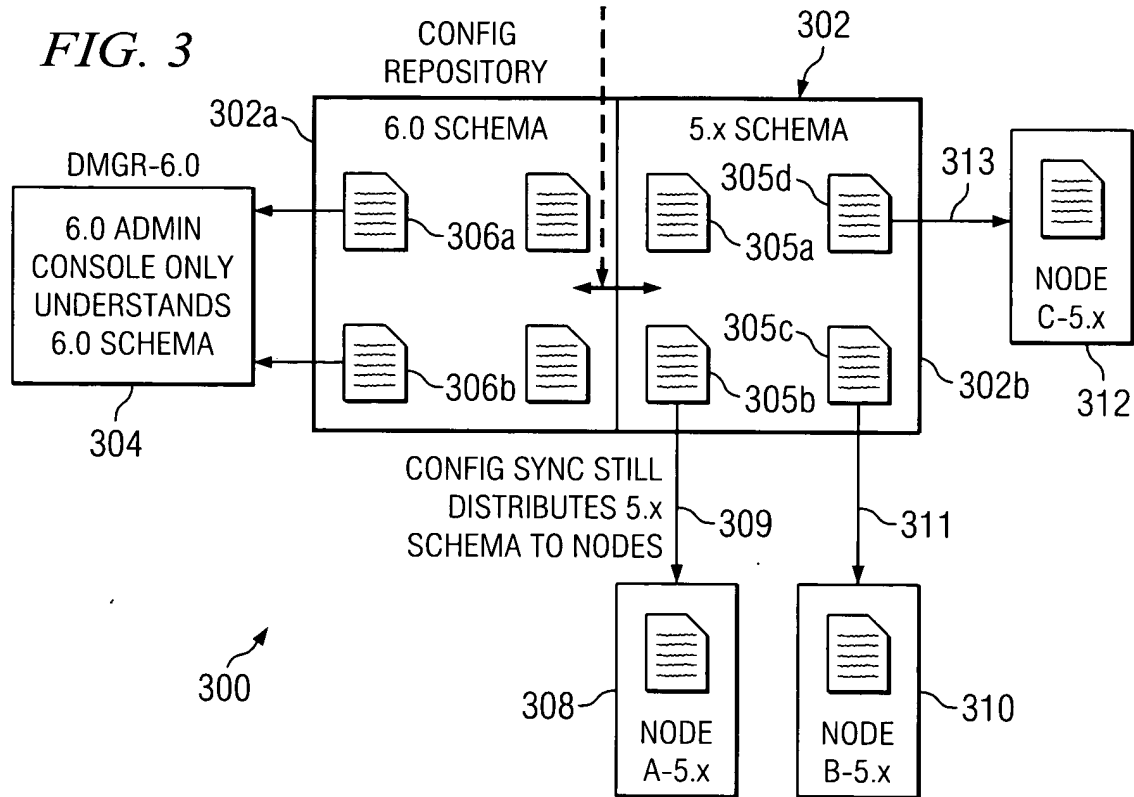 FIG. 3
CONFIG
REPOSITORY
302
302a
6.0 SCHEMA
5.x SCHEMA
DMGR-6.0
6.0 ADMIN
CONSOLE ONLY
UNDERSTANDS
6.0 SCHEMA
304
306a
306b
305a
305d
305c
305b
302b
313
NODE
C-5.x
312
CONFIG SYNC STILL
DISTRIBUTES 5.x
SCHEMA TO NODES
309
311
300
308
NODE
A-5.x
NODE
B-5.x
310